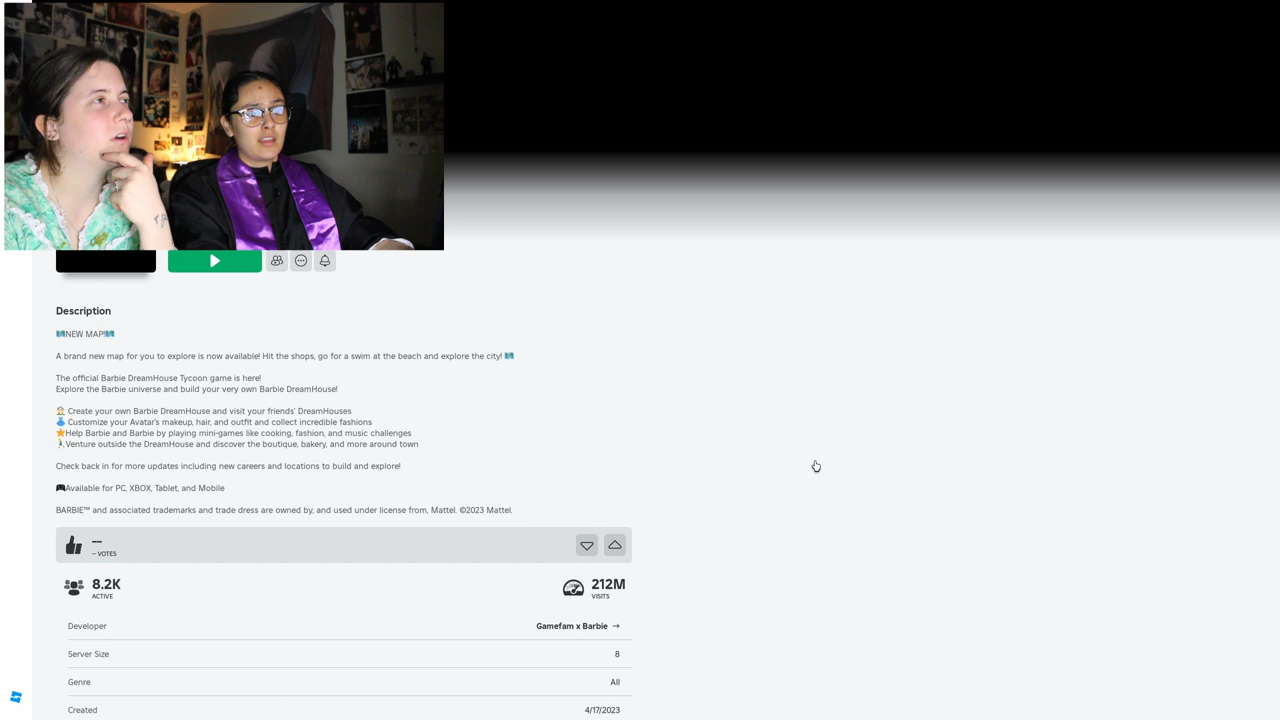 Description
NEW MAP!
A brand new map for you to explore is now available! Hit the shops, go for a swim at the beach and explore the city!
The official Barbie DreamHouse Tycoon game is here!
Explore the Barbie universe and build your very own Barbie DreamHouse!
Create your own Barbie DreamHouse and visit your friends' DreamHouses
Customize your Avatar's makeup, hair, and outfit and collect incredible fashions
Help Barbie and Barbie by playing mini-games like cooking, fashion, and music challenges
Venture outside the DreamHouse and discover the boutique, bakery, and more around town
Check back in for more updates including new careers and locations to build and explore!
Available for PC, XBOX, Tablet, and Mobile
BARBIE™ and associated trademarks and trade dress are owned by, and used under license from, Mattel. ©2023 Mattel.
--
-- VOTES
8.2K
ACTIVE
212M
VISITS
Developer Gamefam x Barbie →
Server Size 8
Genre All
Created 4/17/2023